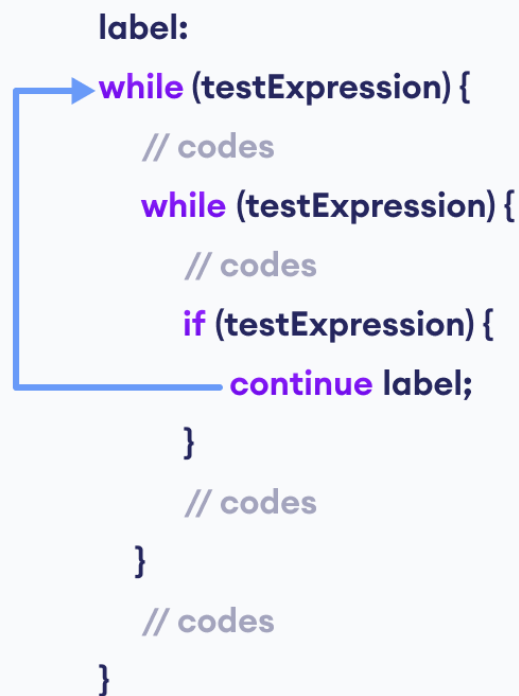 label:
while (testExpression) {
// codes
while (testExpression) {
// codes
if (testExpression) {
continue label;
}
// codes
}
// codes
}